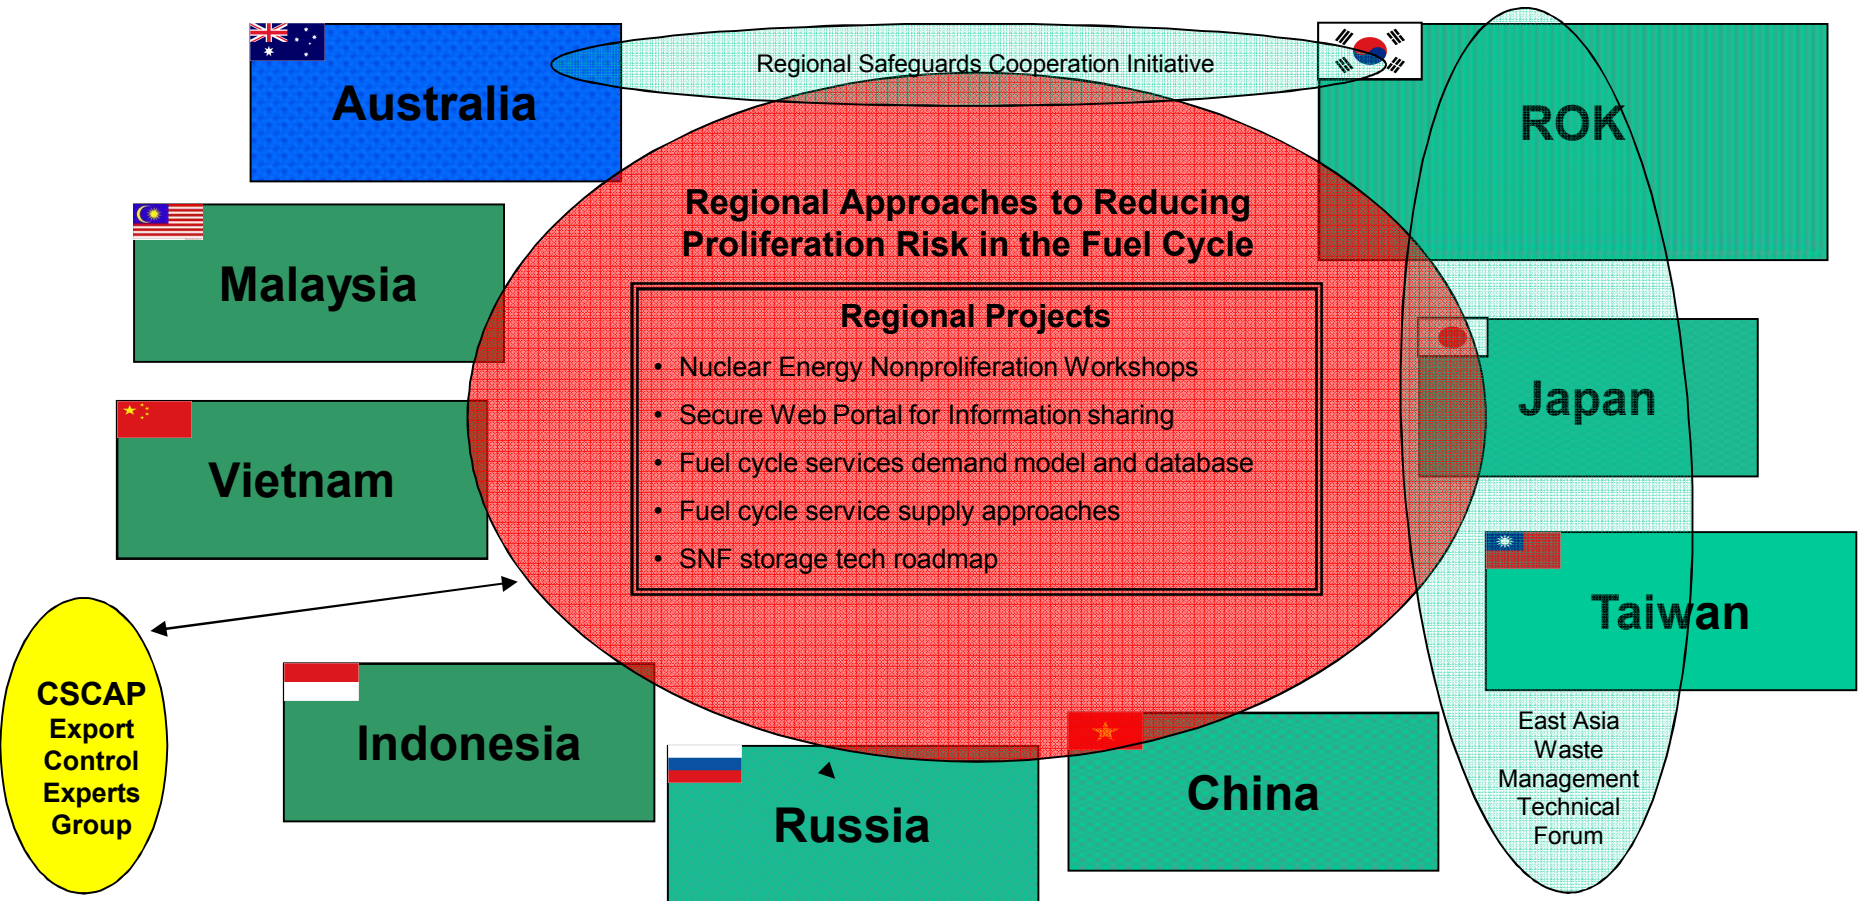 Regional Safeguards Cooperation Initiative
Australia
ROK
Regional Approaches to Reducing
Proliferation Risk in the Fuel Cycle
Malaysia
Regional Projects
• Nuclear Energy Nonproliferation Workshops
• Secure Web Portal for Information sharing
• Fuel cycle services demand model and database
• Fuel cycle service supply approaches
• SNF storage tech roadmap
Japan
Vietnam
Taiwan
CSCAP
Export
Control
Experts
Group
Indonesia
Russia
China
East Asia
Waste
Management
Technical
Forum